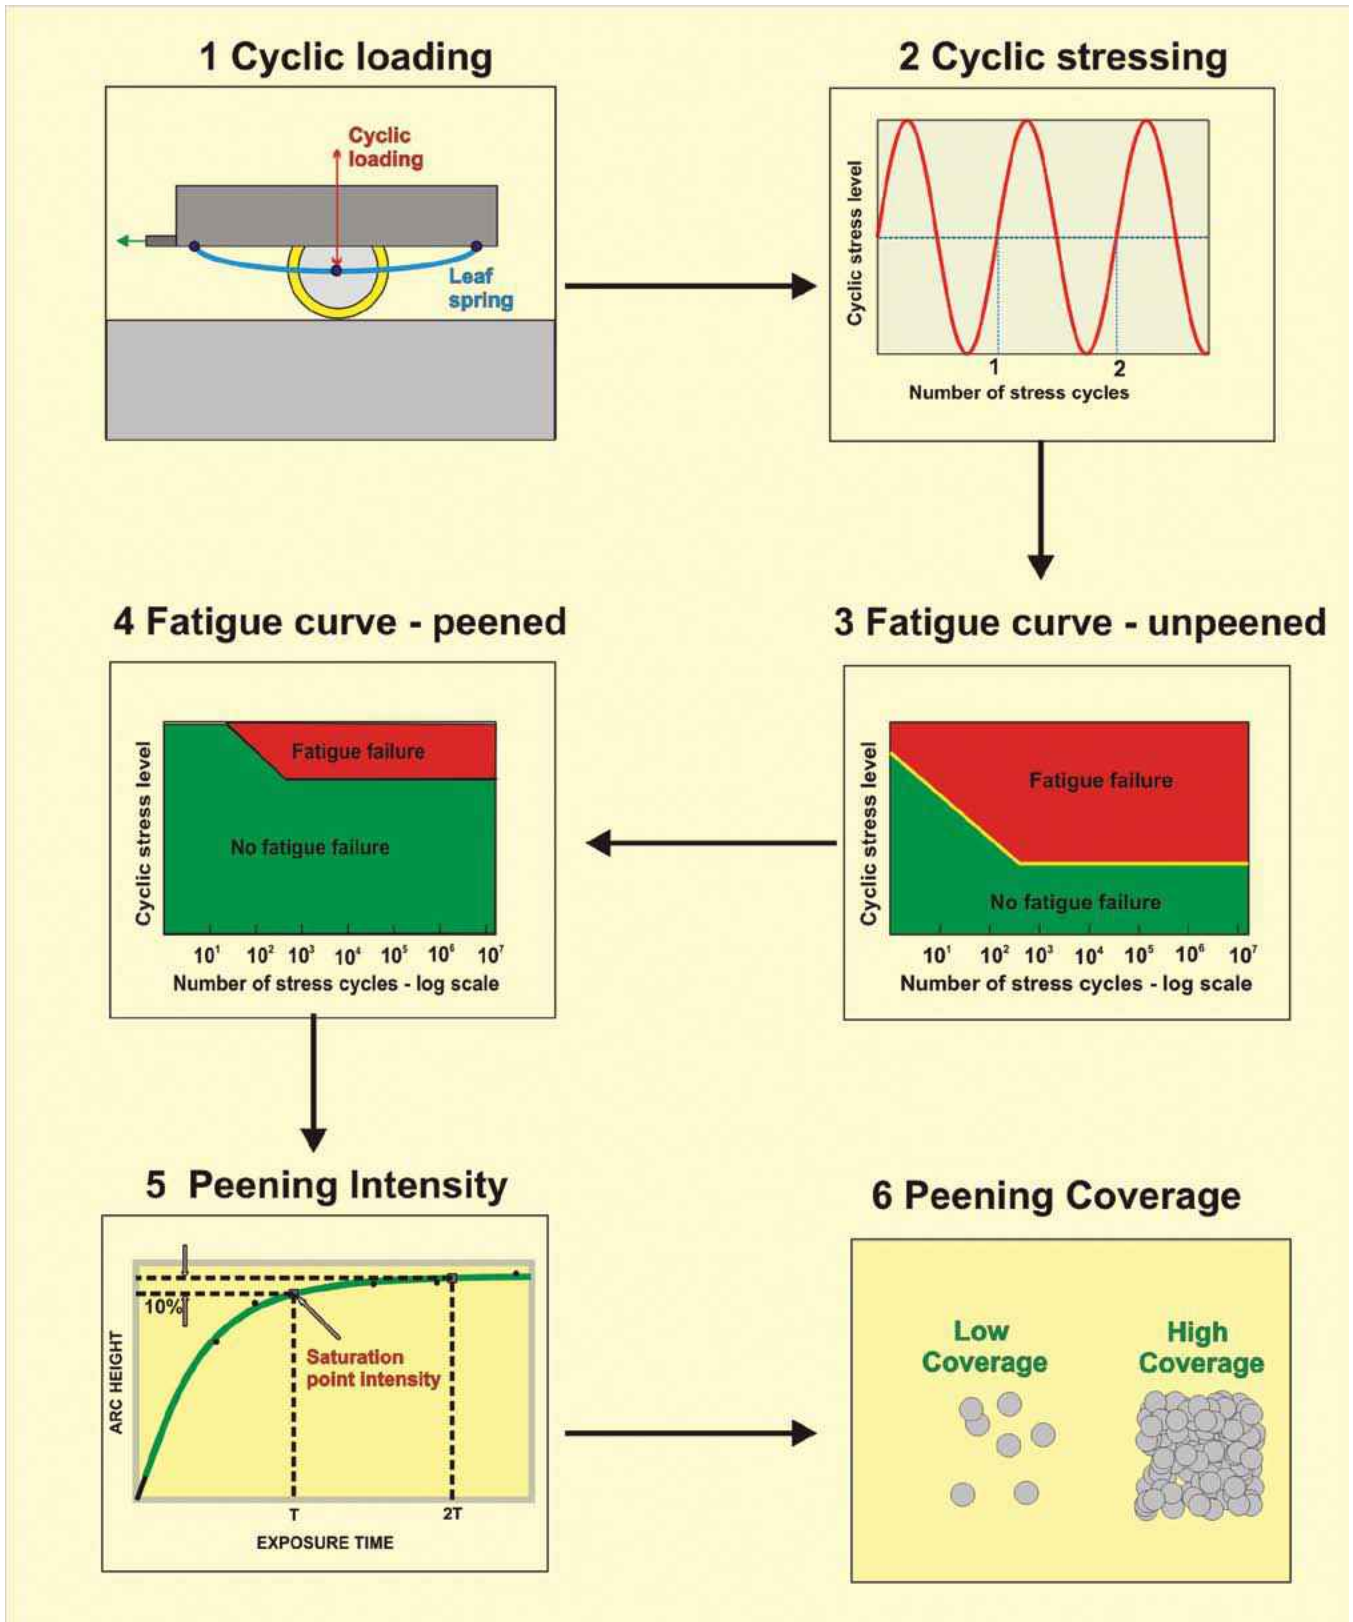 1 Cyclic loading
Cyclic
loading
Leaf
spring
2 Cyclic stressing
Cyclic stress level
1
2
Number of stress cycles
4 Fatigue curve - peened
Cyclic stress level
Fatigue failure
No fatigue failure
10¹ 10² 10³ 10⁴ 10⁵ 10⁶ 10⁷
Number of stress cycles - log scale
3 Fatigue curve - unpeened
Cyclic stress level
Fatigue failure
No fatigue failure
10¹ 10² 10³ 10⁴ 10⁵ 10⁶ 10⁷
Number of stress cycles - log scale
5 Peening Intensity
10%
ARC HEIGHT
Saturation
point intensity
T
2T
EXPOSURE TIME
6 Peening Coverage
Low
Coverage
High
Coverage